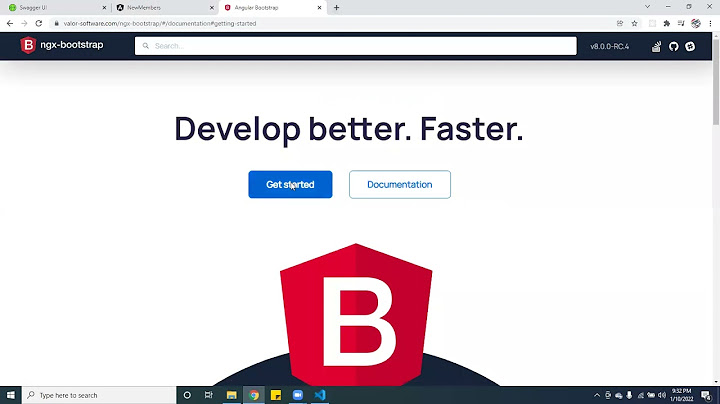 Swagger UI
NewMembers
Angular Bootstrap
valor-software.com/ngx-bootstrap/#/documentation#getting-started
B
ngx-bootstrap
Search...
v8.0.0-RC.4
Develop better. Faster.
Get started
Documentation
B
Type here to search
9:32 PM
1/10/2022